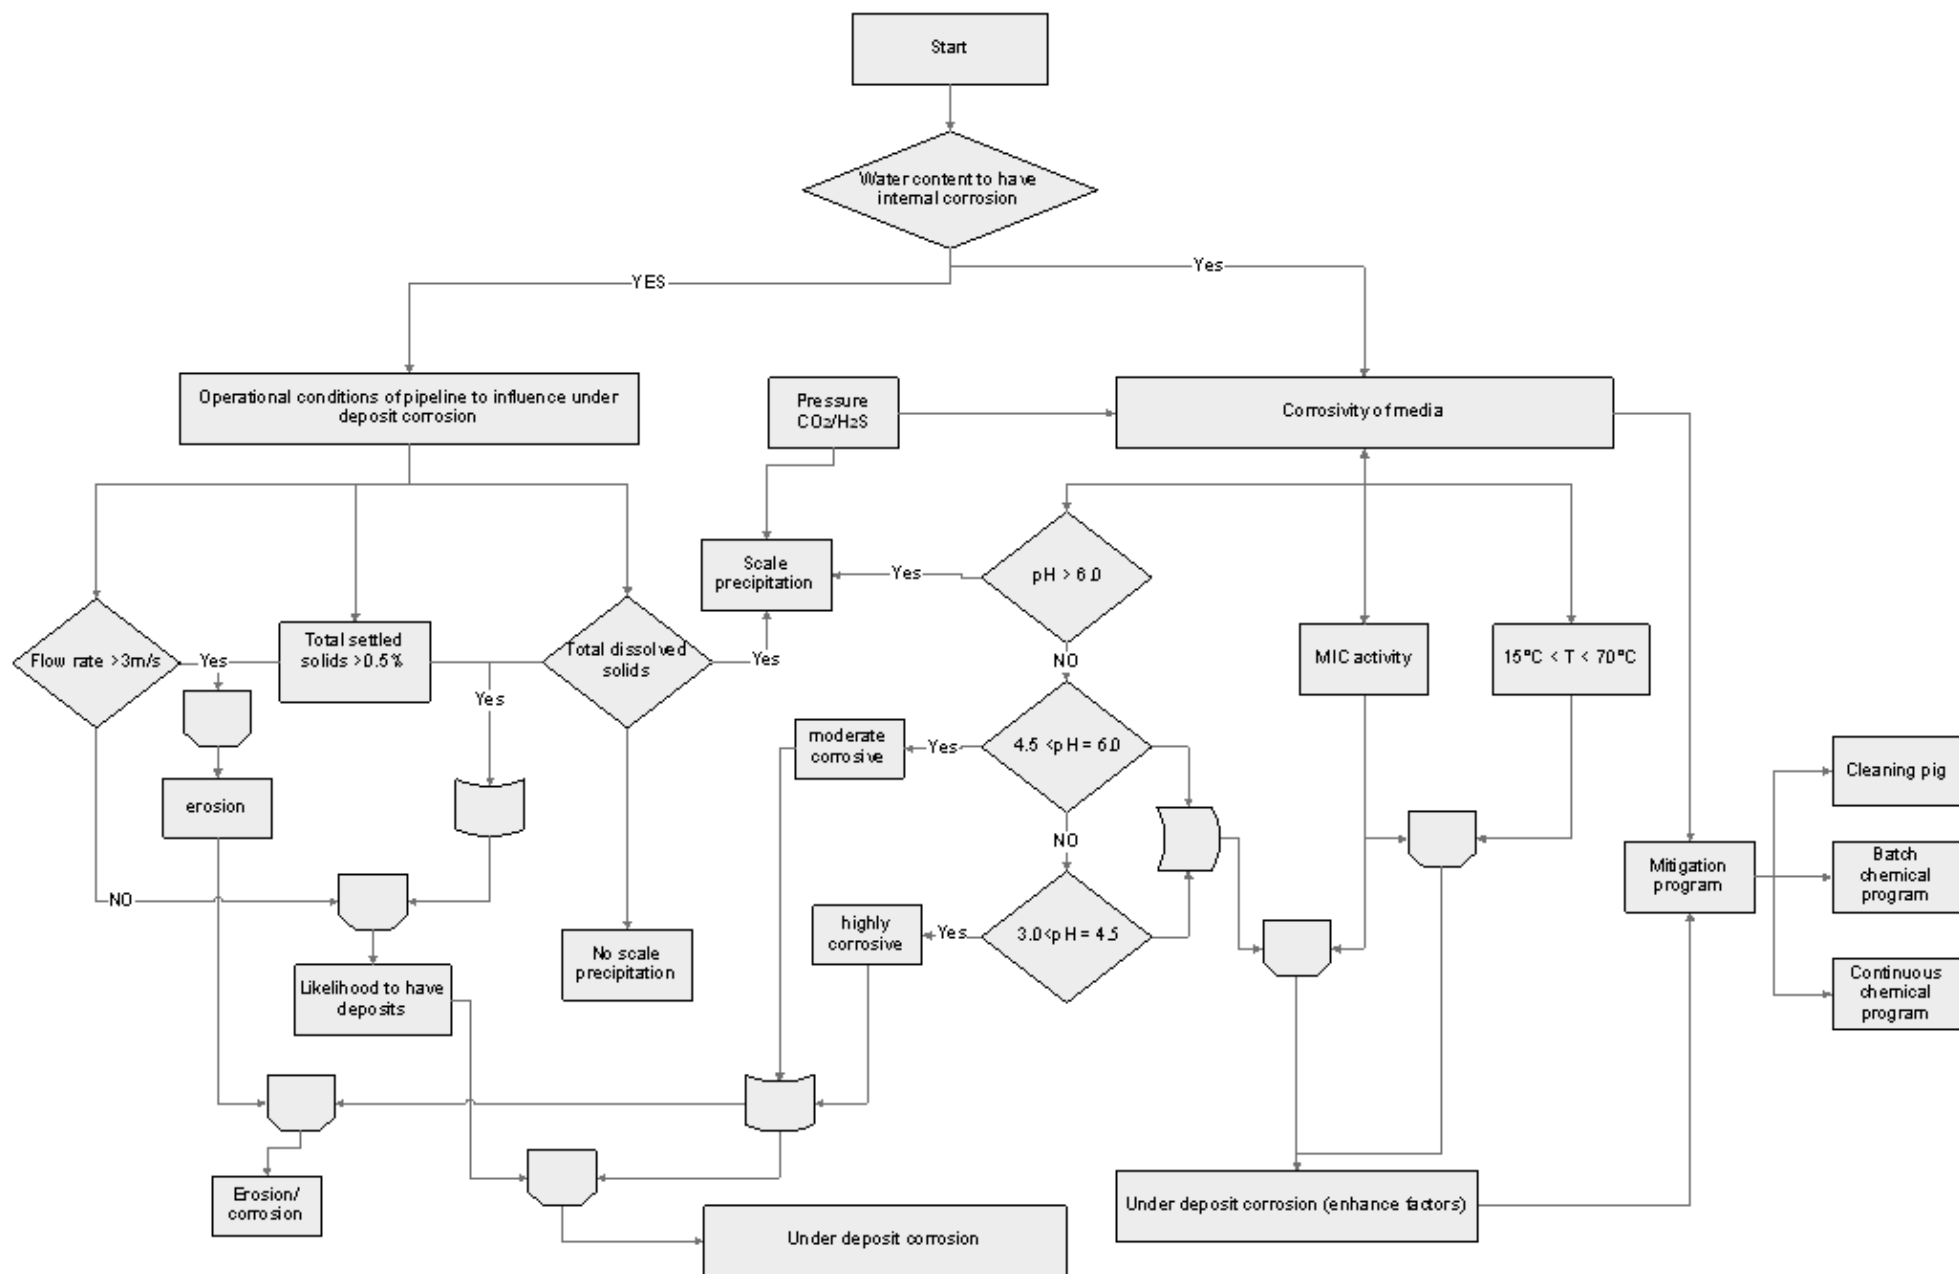 Start
Water content to have
internal corrosion
YES
Yes
Operational conditions of pipeline to influence under
deposit corrosion
Pressure
CO₂/H₂S
Corrosivity of media
Scale
precipitation
Yes
pH > 6.0
Flow rate >3m/s
Yes
Total settled
solids >0.5%
Yes
Total dissolved
solids
Yes
NO
MIC activity
15°C < T < 70°C
moderate
corrosive
Yes
4.5 <pH = 6.0
Cleaning pig
erosion
NO
Mitigation
program
Batch
chemical
program
NO
highly
corrosive
Yes
3.0<pH = 4.5
No scale
precipitation
Likelihood to have
deposits
Continuous
chemical
program
Erosion/
corrosion
Under deposit corrosion (enhance factors)
Under deposit corrosion